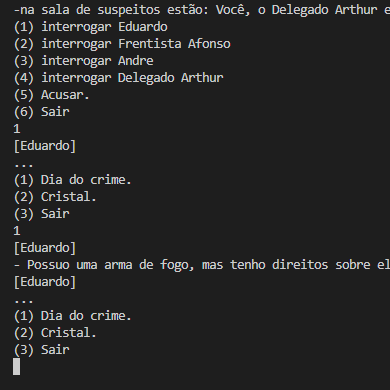 -na sala de suspeitos estão: Você, o Delegado Arthur e
(1) interrogar Eduardo
(2) interrogar Frentista Afonso
(3) interrogar Andre
(4) interrogar Delegado Arthur
(5) Acusar.
(6) Sair
1
[Eduardo]
...
(1) Dia do crime.
(2) Cristal.
(3) Sair
1
[Eduardo]
- Possuo uma arma de fogo, mas tenho direitos sobre el
[Eduardo]
...
(1) Dia do crime.
(2) Cristal.
(3) Sair